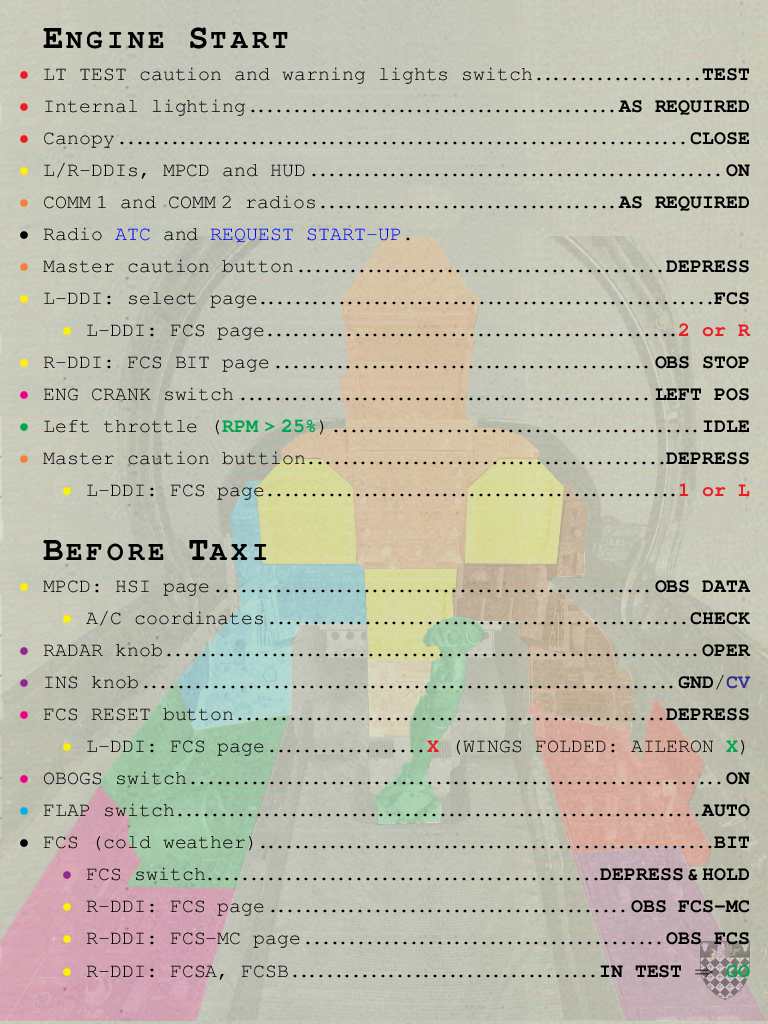 ENGINE START
LT TEST caution and warning lights switch..................TEST
Internal lighting...............................AS REQUIRED
Canopy................................................CLOSE
L/R-DDIs, MPCD and HUD...................................ON
COMM 1 and COMM 2 radios.........................AS REQUIRED
Radio ATC and REQUEST START-UP.
Master caution button...............................DEPRESS
L-DDI: select page......................................FCS
L-DDI: FCS page...................................2 or R
R-DDI: FCS BIT page................................OBS STOP
ENG CRANK switch...................................LEFT POS
Left throttle (RPM > 25%)...............................IDLE
Master caution buttion..............................DEPRESS
L-DDI: FCS page...................................1 or L
BEFORE TAXI
MPCD: HSI page.....................................OBS DATA
A/C coordinates....................................CHECK
RADAR knob.............................................OPER
INS knob.............................................GND/CV
FCS RESET button....................................DEPRESS
L-DDI: FCS page..............X (WINGS FOLDED: AILERON X)
OBOGS switch.............................................ON
FLAP switch............................................AUTO
FCS (cold weather)......................................BIT
FCS switch.................................DEPRESS & HOLD
R-DDI: FCS page..............................OBS FCS-MC
R-DDI: FCS-MC page..............................OBS FCS
R-DDI: FCSA, FCSB..........................IN TEST ⇒ GO